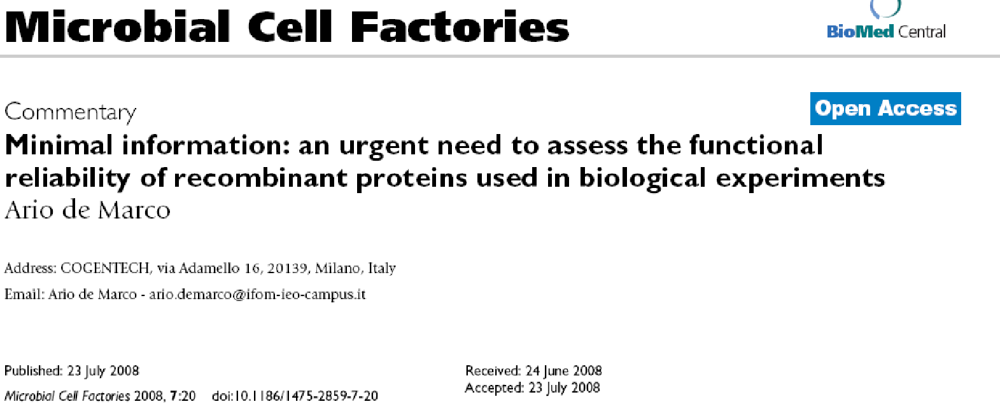 Microbial Cell Factories
BioMed Central
Commentary
Open Access
Minimal information: an urgent need to assess the functional
reliability of recombinant proteins used in biological experiments
Ario de Marco
Address: COGENTECH, via Adamello 16, 20139, Milano, Italy
Email: Ario de Marco - ario.demarco@ifom-ieo-campus.it
Published: 23 July 2008
Microbial Cell Factories 2008, 7:20 doi:10.1186/1475-2859-7-20
Received: 24 June 2008
Accepted: 23 July 2008